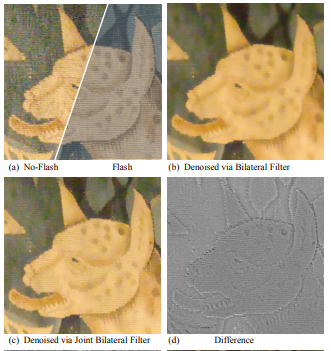 (a) No-Flash Flash
(b) Denoised via Bilateral Filter
(c) Denoised via Joint Bilateral Filter
(d) Difference